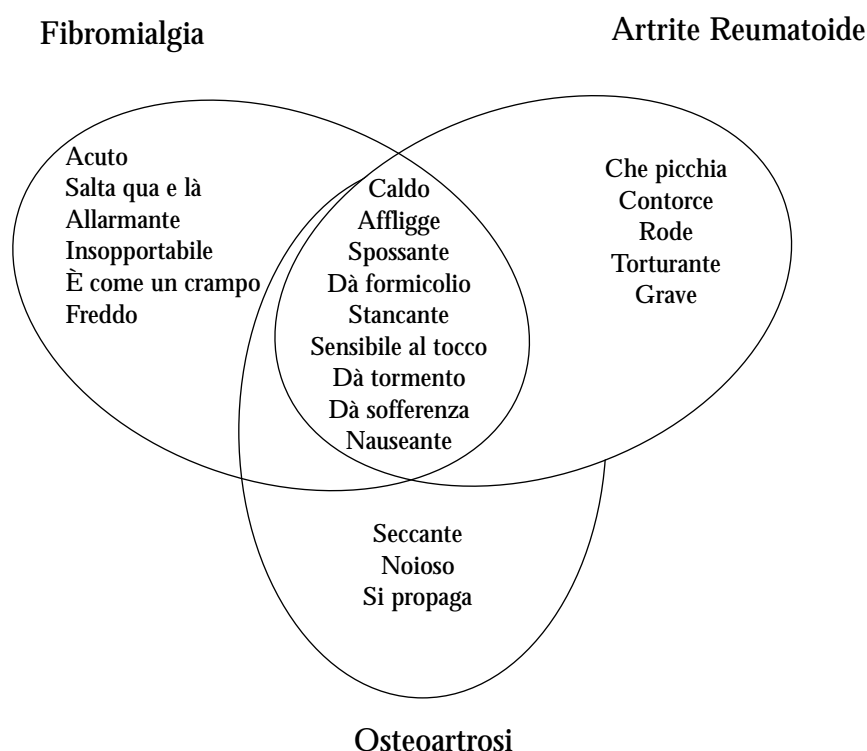 Fibromialgia
Artrite Reumatoide
Acuto
Salta qua e là
Allarmante
Insopportabile
È come un crampo
Freddo
Caldo
Affligge
Spossante
Dà formicolio
Stancante
Sensibile al tocco
Dà tormento
Dà sofferenza
Nauseante
Che picchia
Contorce
Rode
Torturante
Grave
Seccante
Noioso
Si propaga
Osteoartrosi